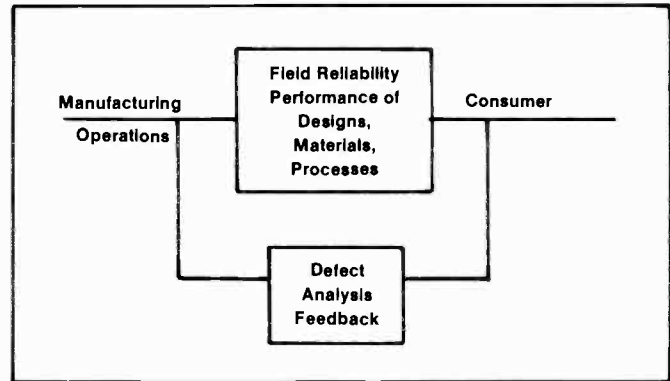 Manufacturing
Operations
Field Reliability
Performance of
Designs,
Materials,
Processes
Consumer
Defect
Analysis
Feedback